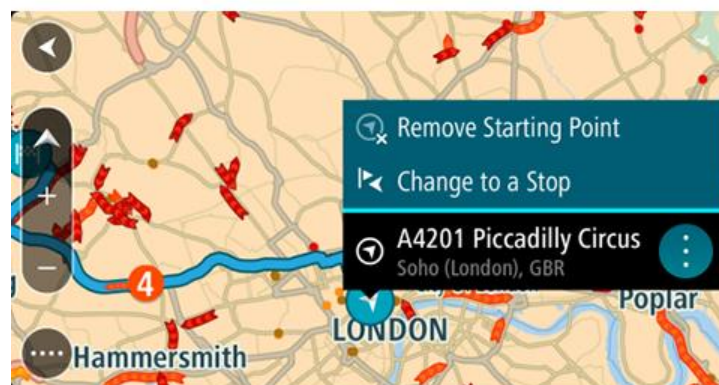 Remove Starting Point
Change to a Stop
A4201 Piccadilly Circus
Soho (London), GBR
4
Poplar
LONDON
Hammersmith